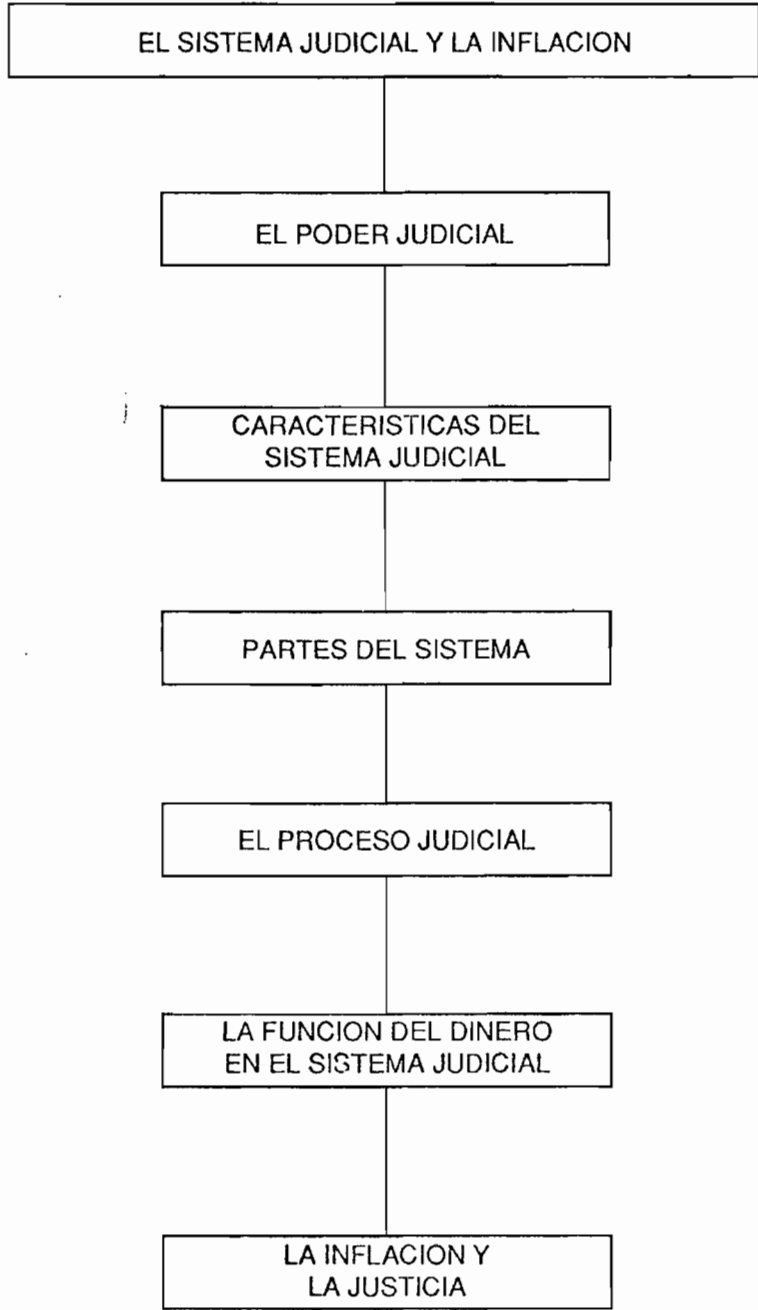 EL SISTEMA JUDICIAL Y LA INFLACION
EL PODER JUDICIAL
CARACTERISTICAS DEL
SISTEMA JUDICIAL
PARTES DEL SISTEMA
EL PROCESO JUDICIAL
LA FUNCION DEL DINERO
EN EL SISTEMA JUDICIAL
LA INFLACION Y
LA JUSTICIA